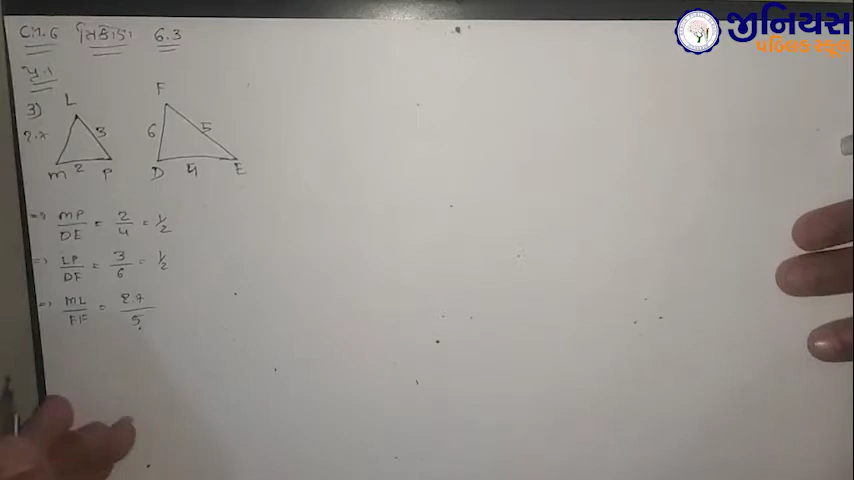 CH.6 ત્રિકોણ 6.3
પ્ર.1
3)
L
F
2.7
3
6
5
M
2
P
D
4
E
=> MP/DE = 2/4 = 1/2
=> LP/DF = 3/6 = 1/2
=> ML/EF = 2.7/5
જીનિયસ
પબ્લિક સ્કૂલ